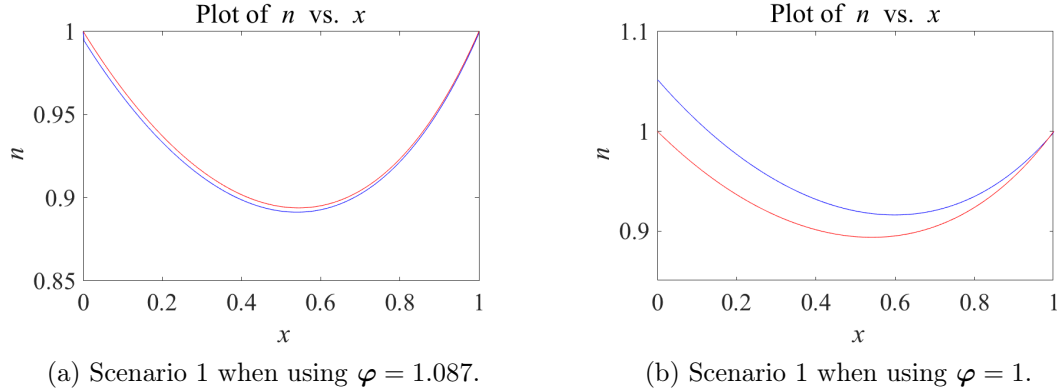 Plot of n vs. x
1
0.95
n
0.9
0.85
0 0.2 0.4 0.6 0.8 1
x
(a) Scenario 1 when using φ = 1.087.
Plot of n vs. x
1.1
1
n
0.9
0 0.2 0.4 0.6 0.8 1
x
(b) Scenario 1 when using φ = 1.